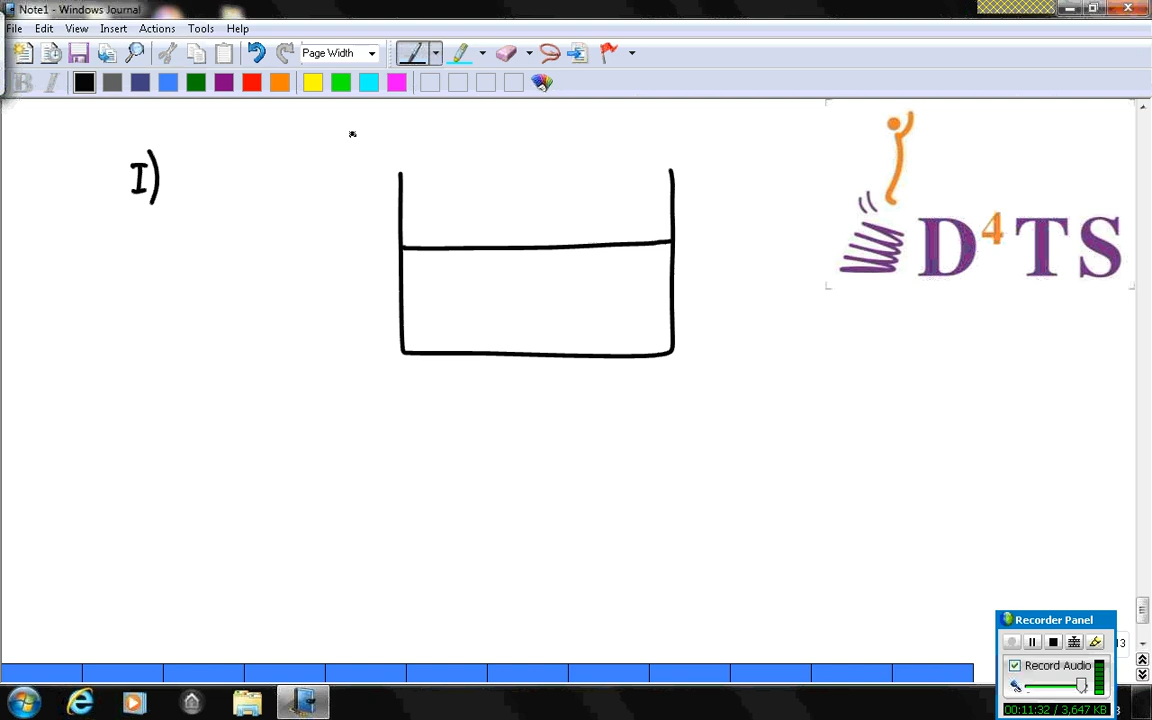 Note1 - Windows Journal
File Edit View Insert Actions Tools Help
Page Width
B I
I)
D4TS
Recorder Panel
Record Audio
00:11:32 / 3,647 KB